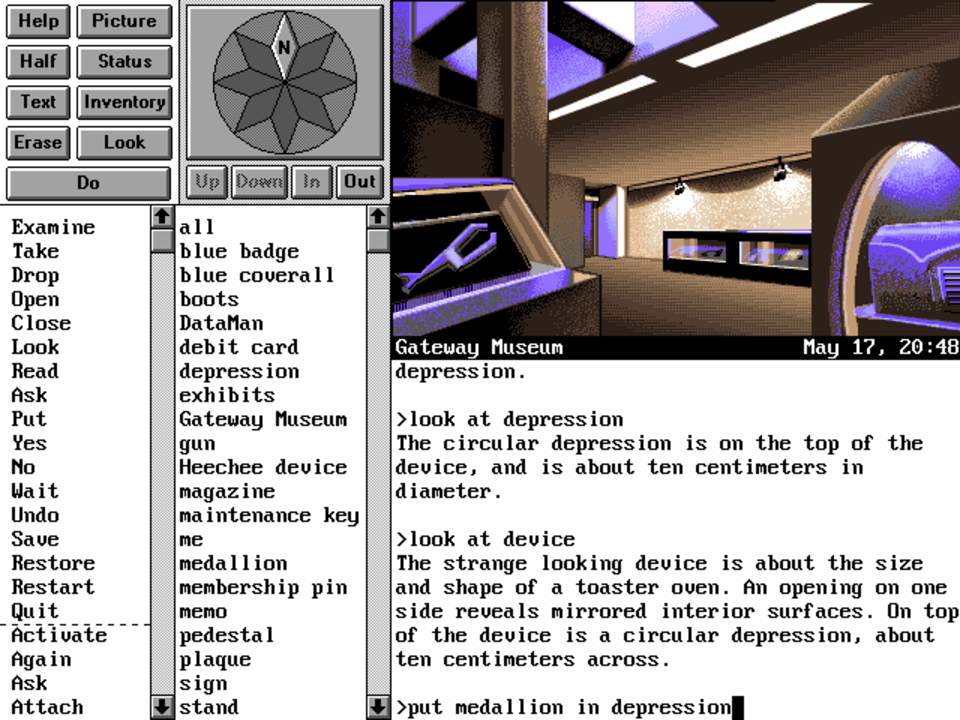 Help Picture
Half Status
Text Inventory
Erase Look
Do
N
Up Down In Out
Examine
Take
Drop
Open
Close
Look
Read
Ask
Put
Yes
No
Wait
Undo
Save
Restore
Restart
Quit
Activate
Again
Ask
Attach
all
blue badge
blue coverall
boots
DataMan
debit card
depression
exhibits
Gateway Museum
gun
Heechee device
magazine
maintenance key
me
medallion
membership pin
memo
pedestal
plaque
sign
stand
Gateway Museum May 17, 20:48
depression.
>look at depression
The circular depression is on the top of the
device, and is about ten centimeters in
diameter.
>look at device
The strange looking device is about the size
and shape of a toaster oven. An opening on one
side reveals mirrored interior surfaces. On top
of the device is a circular depression, about
ten centimeters across.
>put medallion in depression